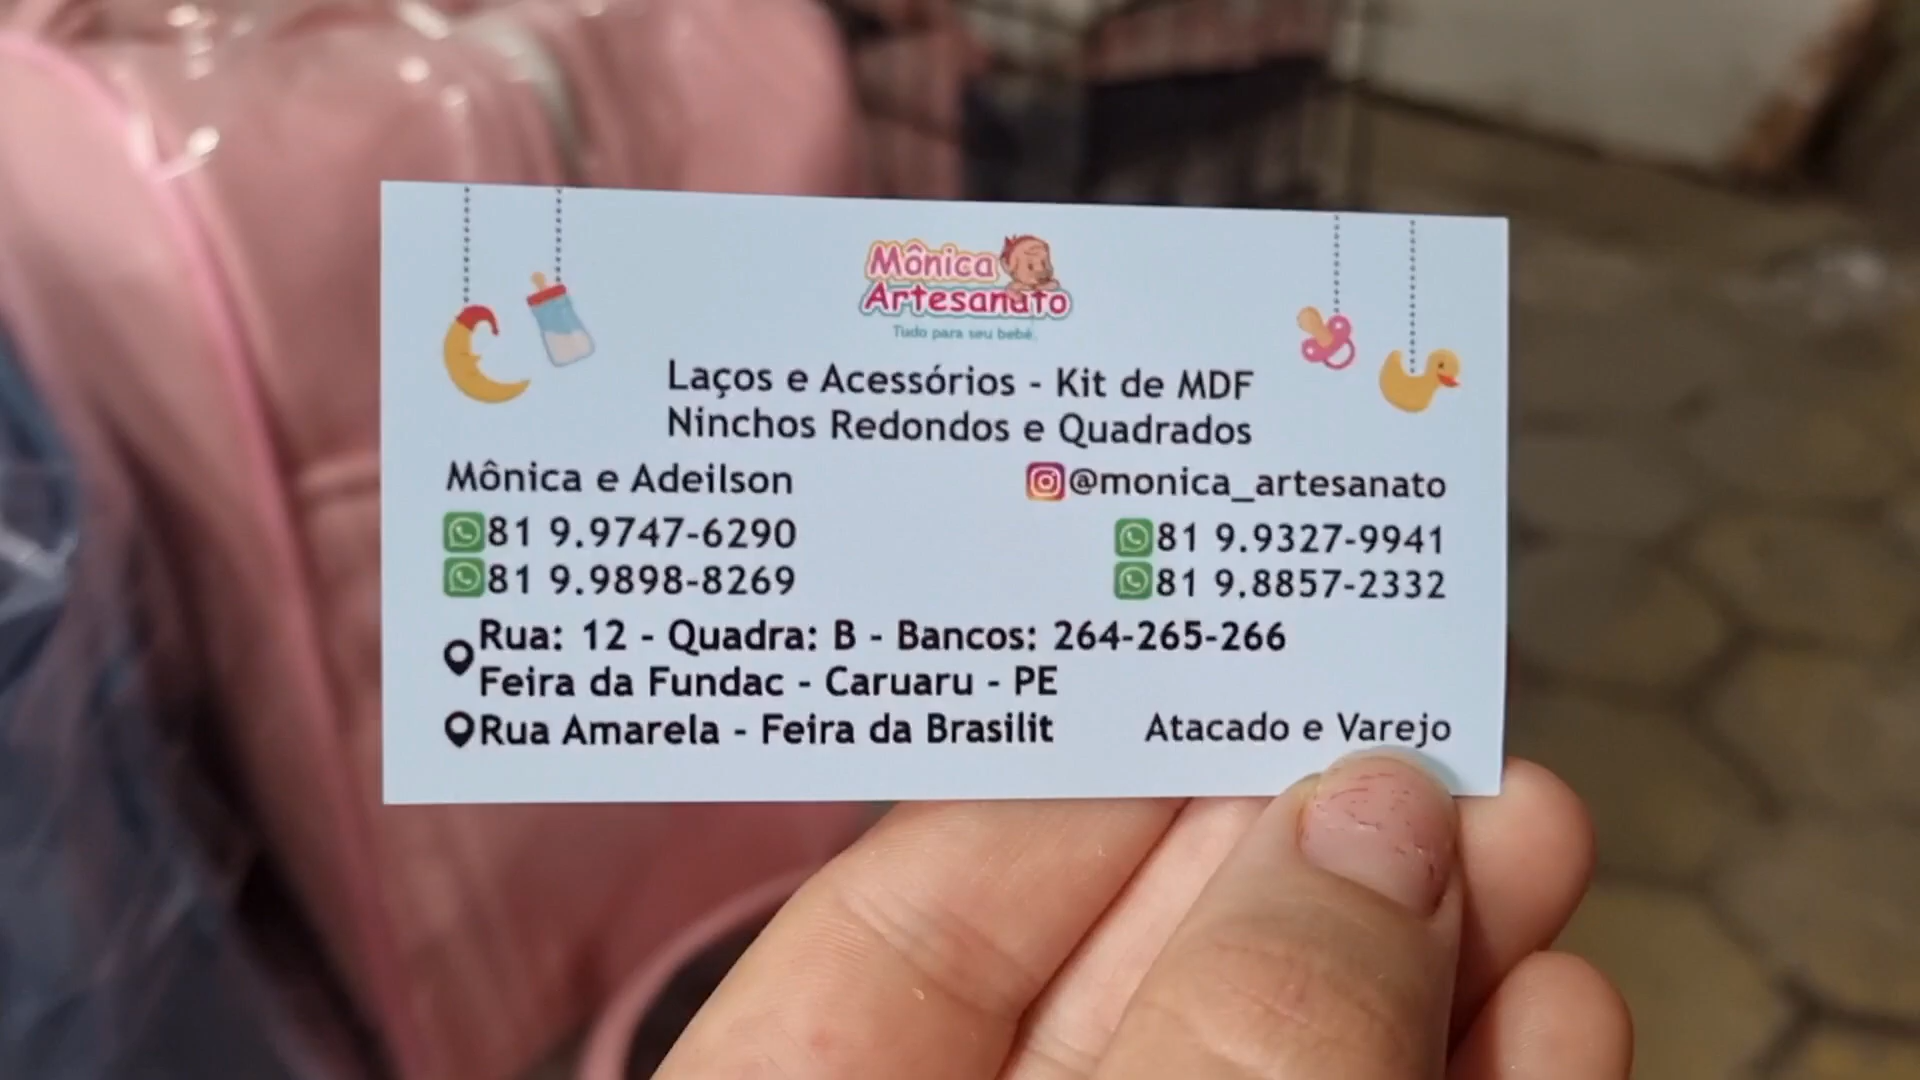 Mônica
Artesanato
Tudo para seu bebê
Laços e Acessórios - Kit de MDF
Ninchos Redondos e Quadrados
Mônica e Adeilson
@monica_artesanato
81 9.9747-6290
81 9.9327-9941
81 9.9898-8269
81 9.8857-2332
Rua: 12 - Quadra: B - Bancos: 264-265-266
Feira da Fundac - Caruaru - PE
Rua Amarela - Feira da Brasilit
Atacado e Varejo